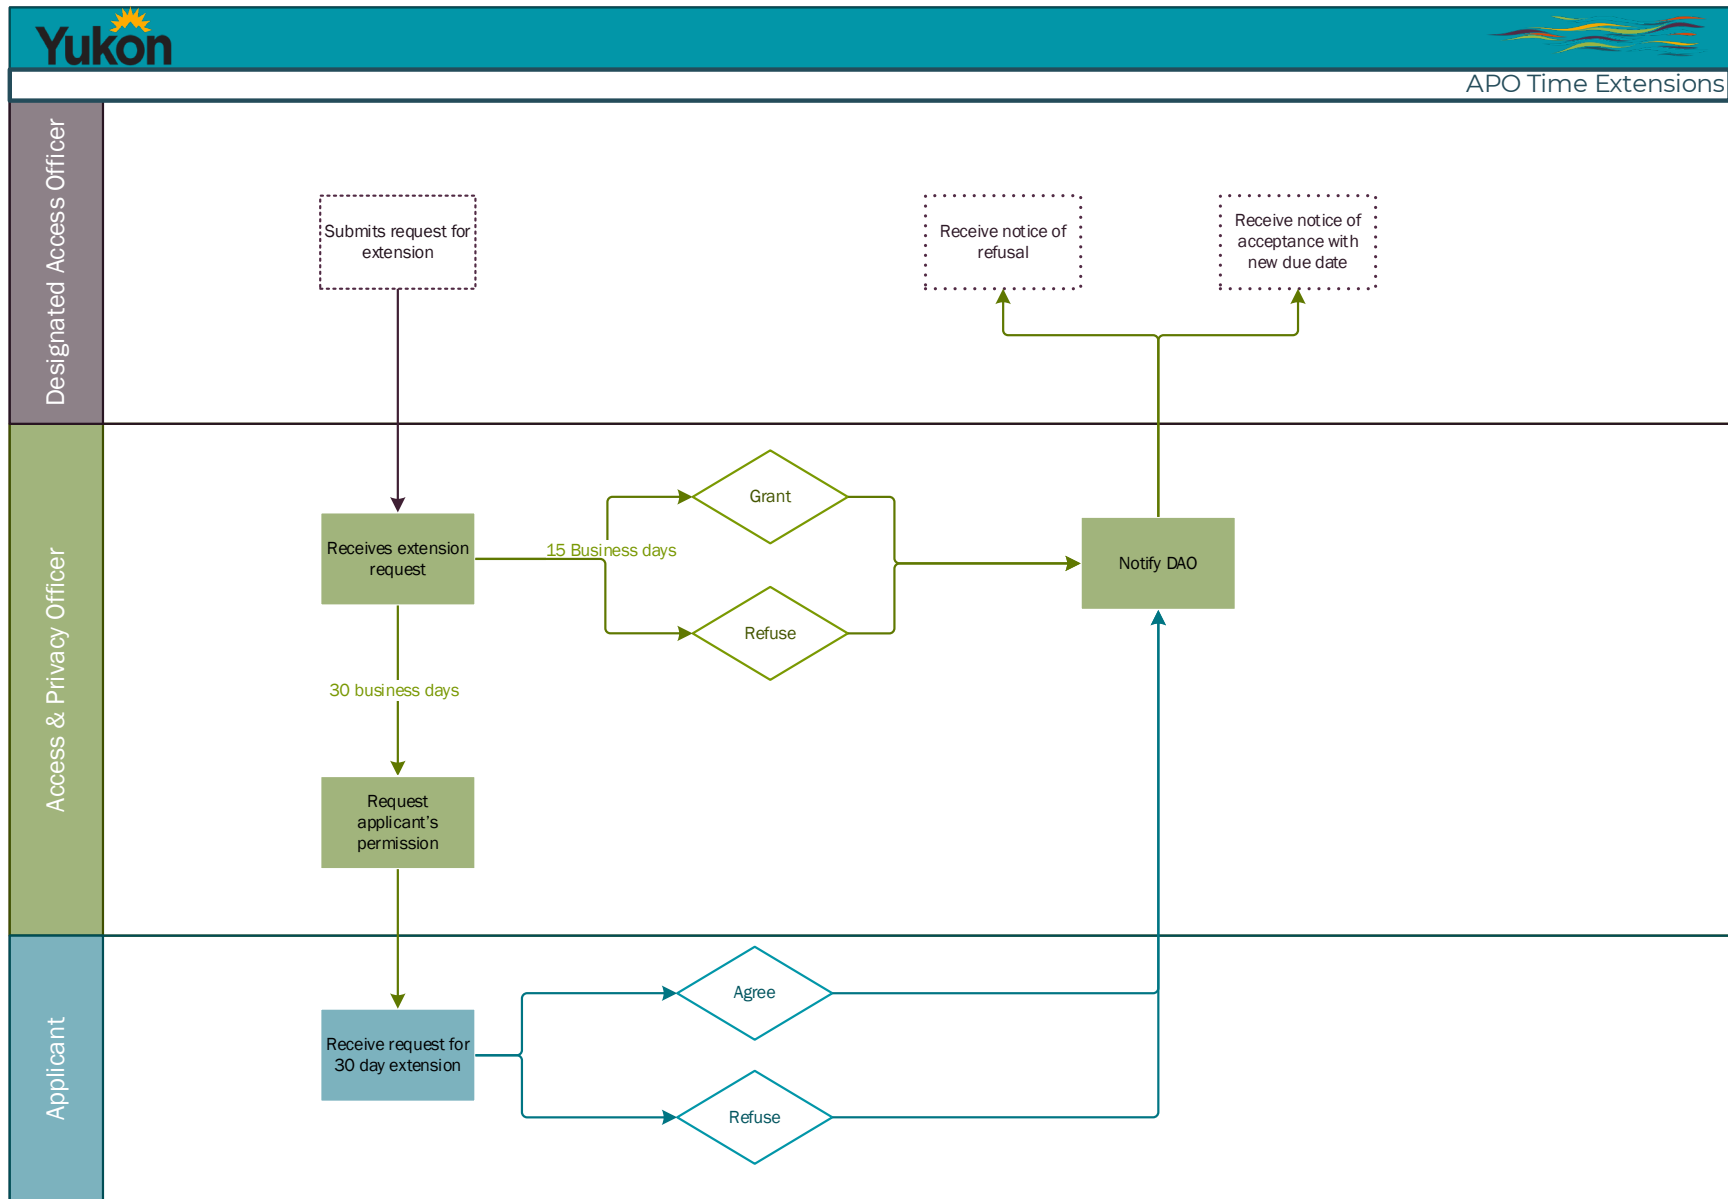 Yukon
APO Time Extensions
Designated Access Officer
Submits request for
extension
Receive notice of
refusal
Receive notice of
acceptance with
new due date
Access & Privacy Officer
Receives extension
request
15 Business days
Grant
Refuse
Notify DAO
30 business days
Request
applicant’s
permission
Applicant
Receive request for
30 day extension
Agree
Refuse